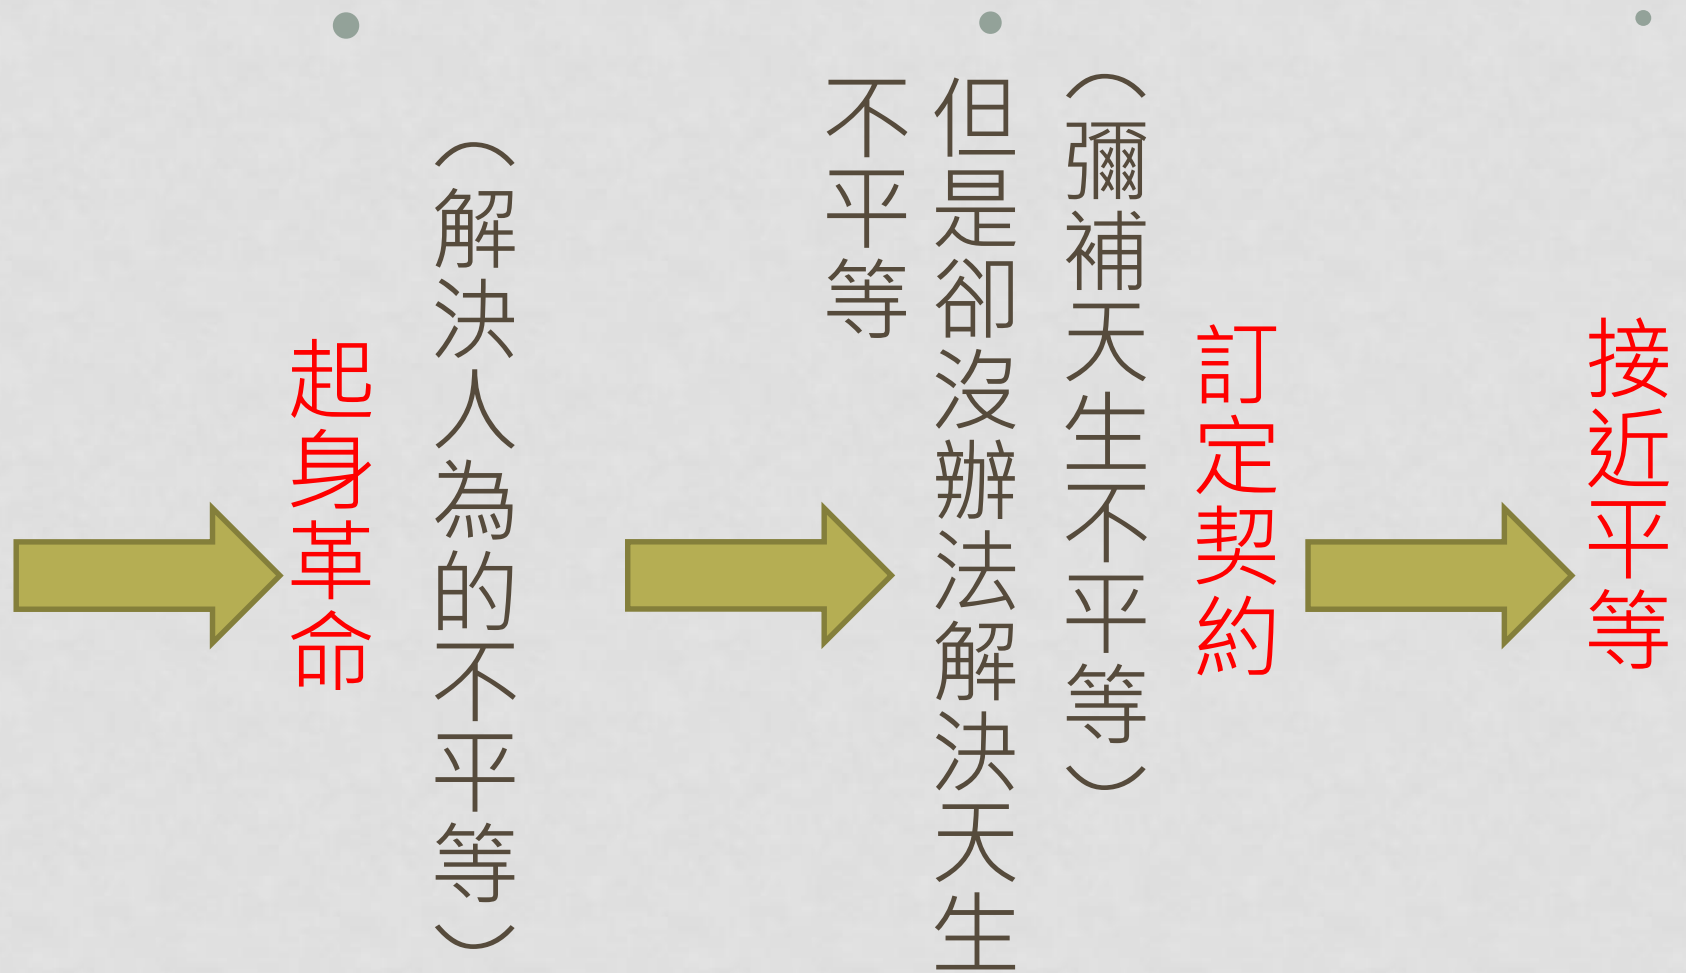 起身革命
（解決人為的不平等）
但是卻沒辦法解決天生
不平等
訂定契約
（彌補天生不平等）
接近平等